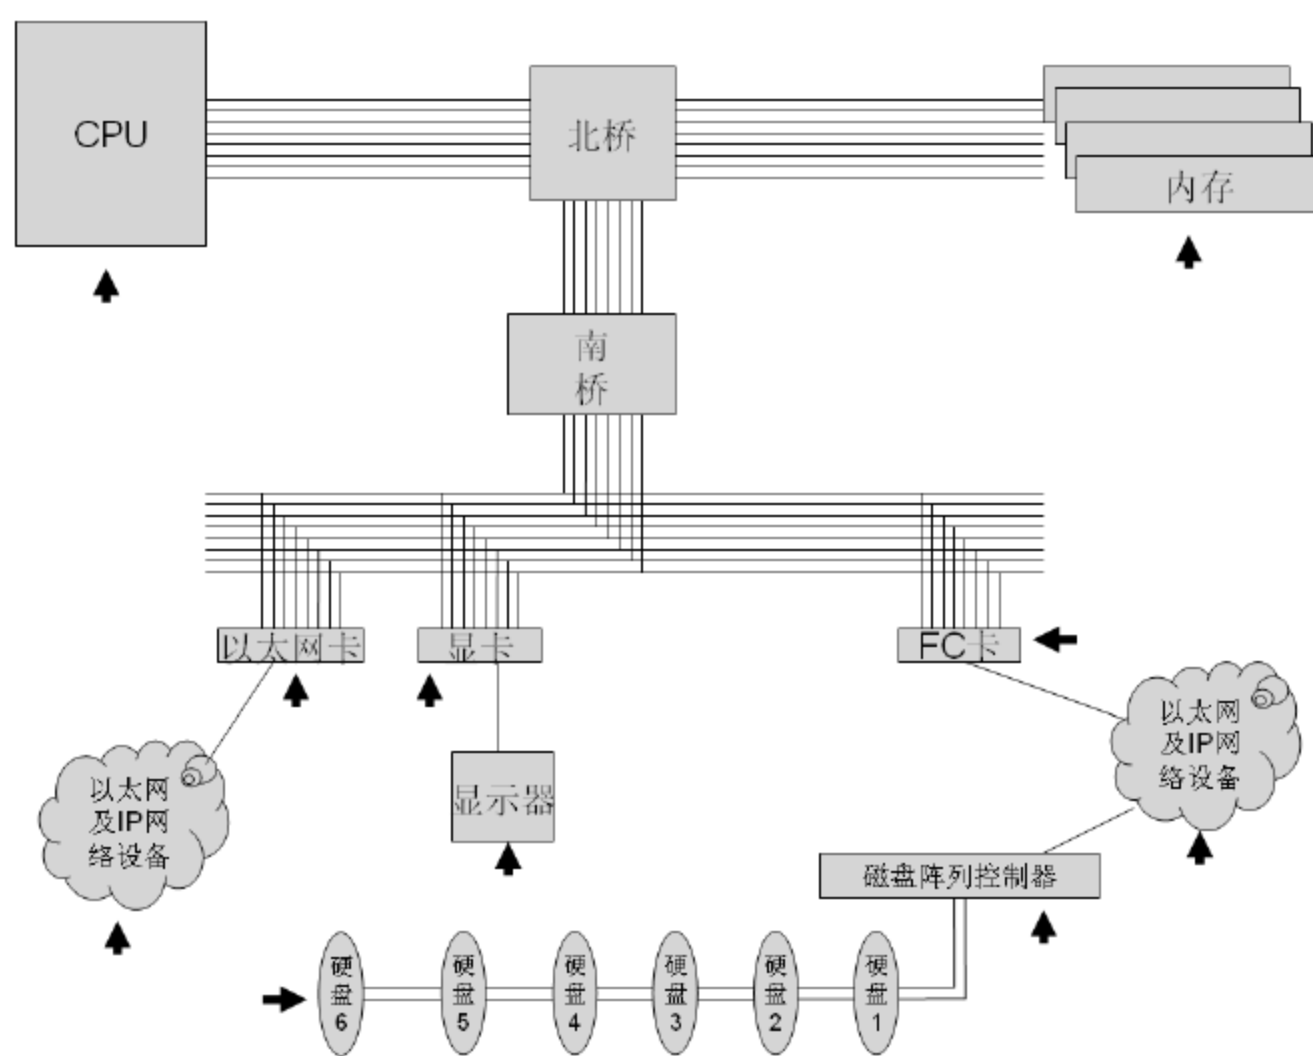 CPU
北桥
内存
南
桥
以太网卡
显卡
FC卡
以太网
及IP网
络设备
以太网
及IP网
络设备
显示器
磁盘阵列控制器
硬
盘
6
硬
盘
5
硬
盘
4
硬
盘
3
硬
盘
2
硬
盘
1